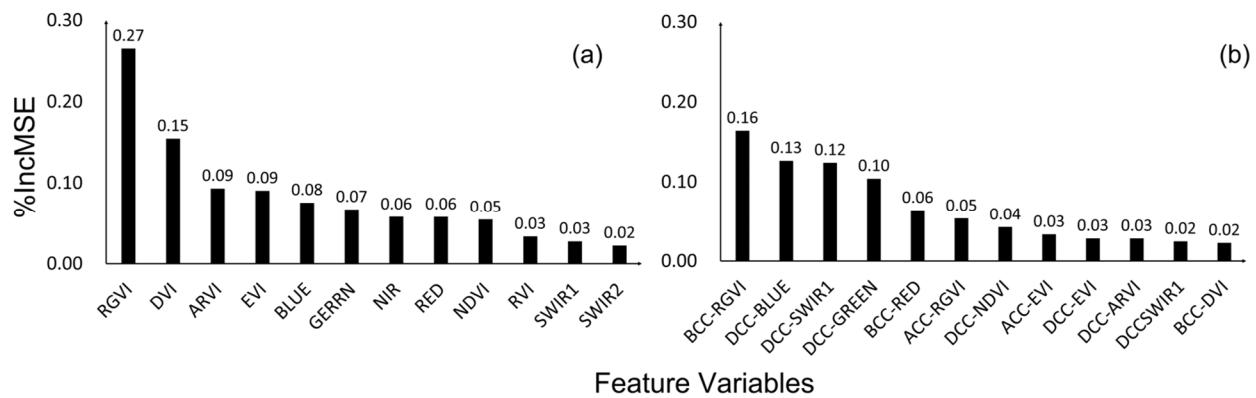 %IncMSE
0.30
0.20
0.10
0.00
(a)
0.27
0.15
0.09
0.09
0.08
0.07
0.06
0.06
0.05
0.03
0.03
0.02
RGVI
DVI
ARVI
EVI
BLUE
GERRN
NIR
RED
NDVI
RVI
SWIR1
SWIR2
0.30
0.20
0.10
0.00
(b)
0.16
0.13
0.12
0.10
0.06
0.05
0.04
0.03
0.03
0.03
0.02
0.02
BCC-RGVI
DCC-BLUE
DCC-SWIR1
DCC-GREEN
BCC-RED
ACC-RGVI
DCC-NDVI
ACC-EVI
DCC-EVI
DCC-ARVI
DCCSWIR1
BCC-DVI
Feature Variables